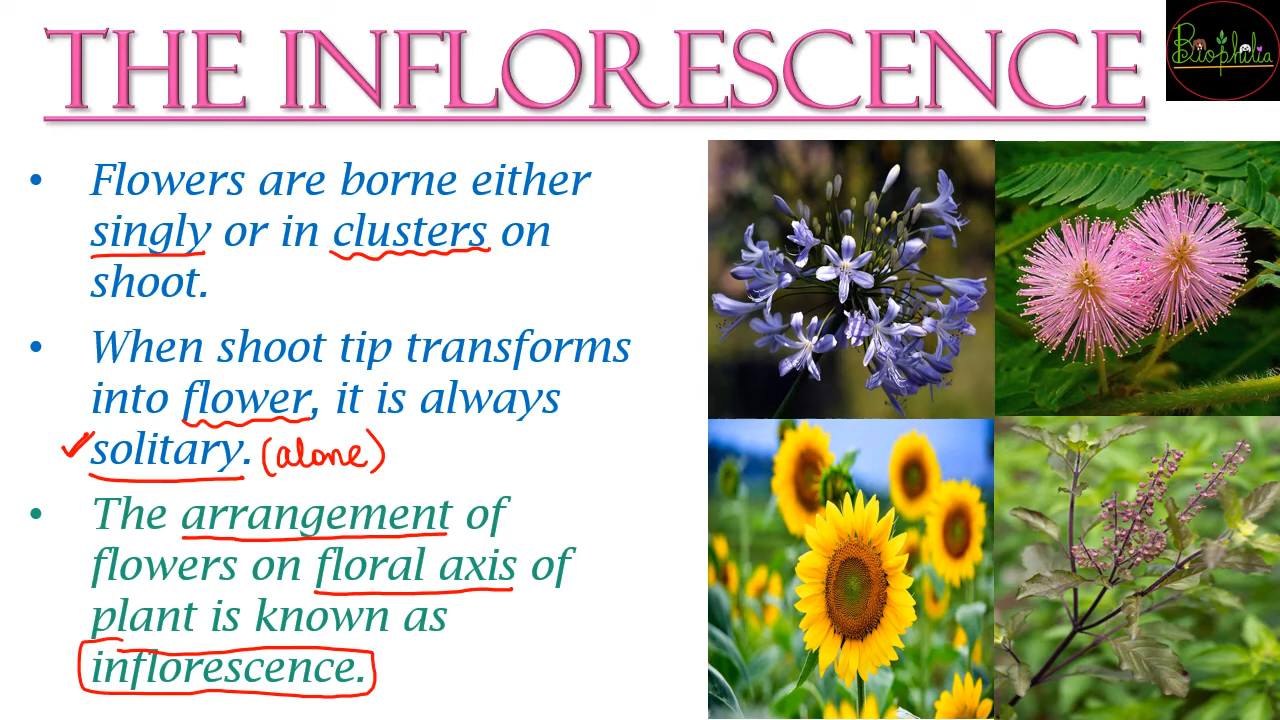 THE INFLORESCENCE
Biophilia
• Flowers are borne either
singly or in clusters on
shoot.
• When shoot tip transforms
into flower, it is always
solitary. (alone)
• The arrangement of
flowers on floral axis of
plant is known as
inflorescence.